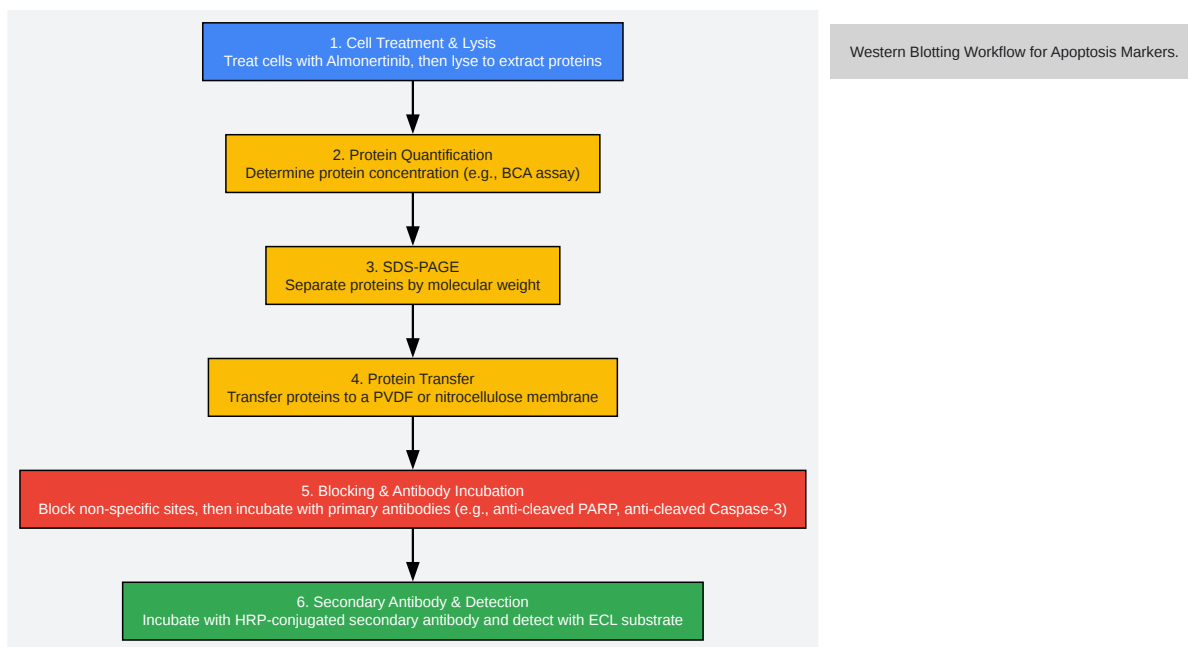 1. Cell Treatment & Lysis
Treat cells with Almonertinib, then lyse to extract proteins
Western Blotting Workflow for Apoptosis Markers.
2. Protein Quantification
Determine protein concentration (e.g., BCA assay)
3. SDS-PAGE
Separate proteins by molecular weight
4. Protein Transfer
Transfer proteins to a PVDF or nitrocellulose membrane
5. Blocking & Antibody Incubation
Block non-specific sites, then incubate with primary antibodies (e.g., anti-cleaved PARP, anti-cleaved Caspase-3)
6. Secondary Antibody & Detection
Incubate with HRP-conjugated secondary antibody and detect with ECL substrate